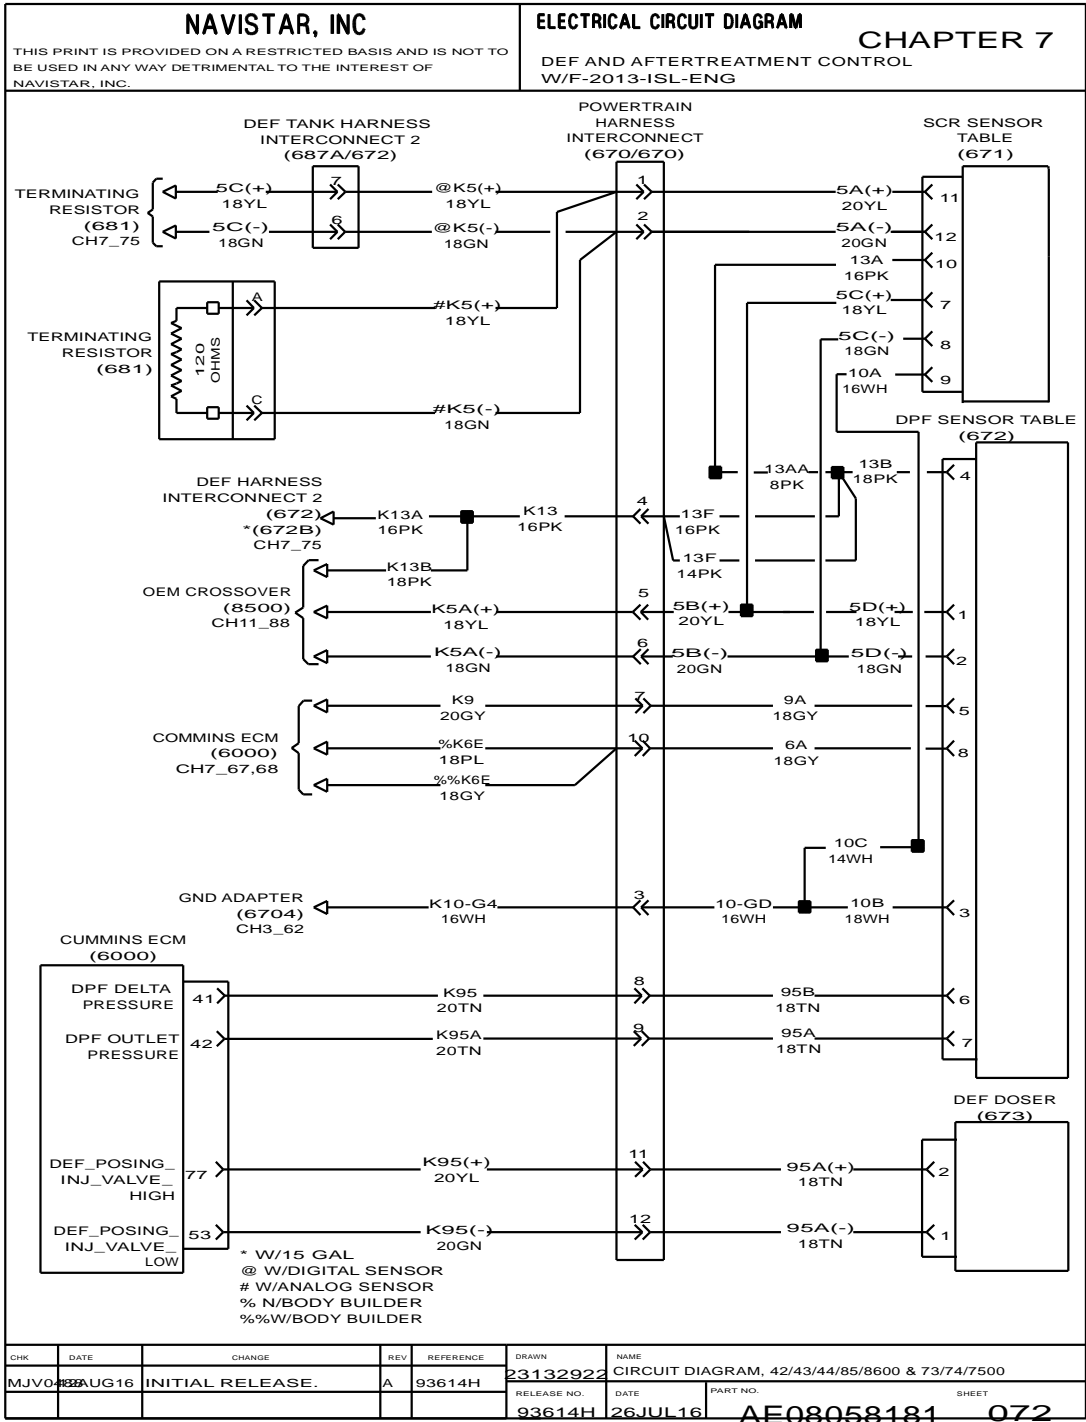 NAVISTAR, INC
THIS PRINT IS PROVIDED ON A RESTRICTED BASIS AND IS NOT TO
BE USED IN ANY WAY DETRIMENTAL TO THE INTEREST OF
NAVISTAR, INC.
ELECTRICAL CIRCUIT DIAGRAM
CHAPTER 7
DEF AND AFTERTREATMENT CONTROL
W/F-2013-ISL-ENG
DEF TANK HARNESS
INTERCONNECT 2
(687A/672)
POWERTRAIN
HARNESS
INTERCONNECT
(670/670)
SCR SENSOR
TABLE
(671)
TERMINATING
RESISTOR
(681)
CH7_75
5C(+)
18YL
7
@K5(+)
18YL
1
5A(+)
20YL
11
5C(-)
18GN
6
@K5(-)
18GN
2
5A(-)
20GN
12
13A
16PK
10
5C(+)
18YL
7
5C(-)
18GN
8
10A
16WH
9
TERMINATING
RESISTOR
(681)
120
OHMS
A
#K5(+)
18YL
C
#K5(-)
18GN
DPF SENSOR TABLE
(672)
DEF HARNESS
INTERCONNECT 2
(672)
*(672B)
CH7_75
K13A
16PK
K13
16PK
4
13F
16PK
13F
14PK
13AA
8PK
13B
18PK
4
K13B
18PK
OEM CROSSOVER
(8500)
CH11_88
K5A(+)
18YL
5
5B(+)
20YL
5D(+)
18YL
1
K5A(-)
18GN
6
5B(-)
20GN
5D(-)
18GN
2
COMMINS ECM
(6000)
CH7_67,68
K9
20GY
7
9A
18GY
5
%K6E
18PL
10
6A
18GY
8
%%K6E
18GY
10C
14WH
GND ADAPTER
(6704)
CH3_62
K10-G4
16WH
3
10-GD
16WH
10B
18WH
3
CUMMINS ECM
(6000)
DPF DELTA
PRESSURE
41
K95
20TN
8
95B
18TN
6
DPF OUTLET
PRESSURE
42
K95A
20TN
9
95A
18TN
7
DEF DOSER
(673)
DEF_POSING_
INJ_VALVE_
HIGH
77
K95(+)
20YL
11
95A(+)
18TN
2
DEF_POSING_
INJ_VALVE_
LOW
53
K95(-)
20GN
12
95A(-)
18TN
1
* W/15 GAL
@ W/DIGITAL SENSOR
# W/ANALOG SENSOR
% N/BODY BUILDER
%%W/BODY BUILDER
CHK DATE CHANGE REV REFERENCE DRAWN NAME
AUG16 INITIAL RELEASE. A 93614H 23132922 CIRCUIT DIAGRAM, 42/43/44/85/8600 & 73/74/7500
RELEASE NO. DATE PART NO. SHEET
93614H 26JUL16 AE08058181 072